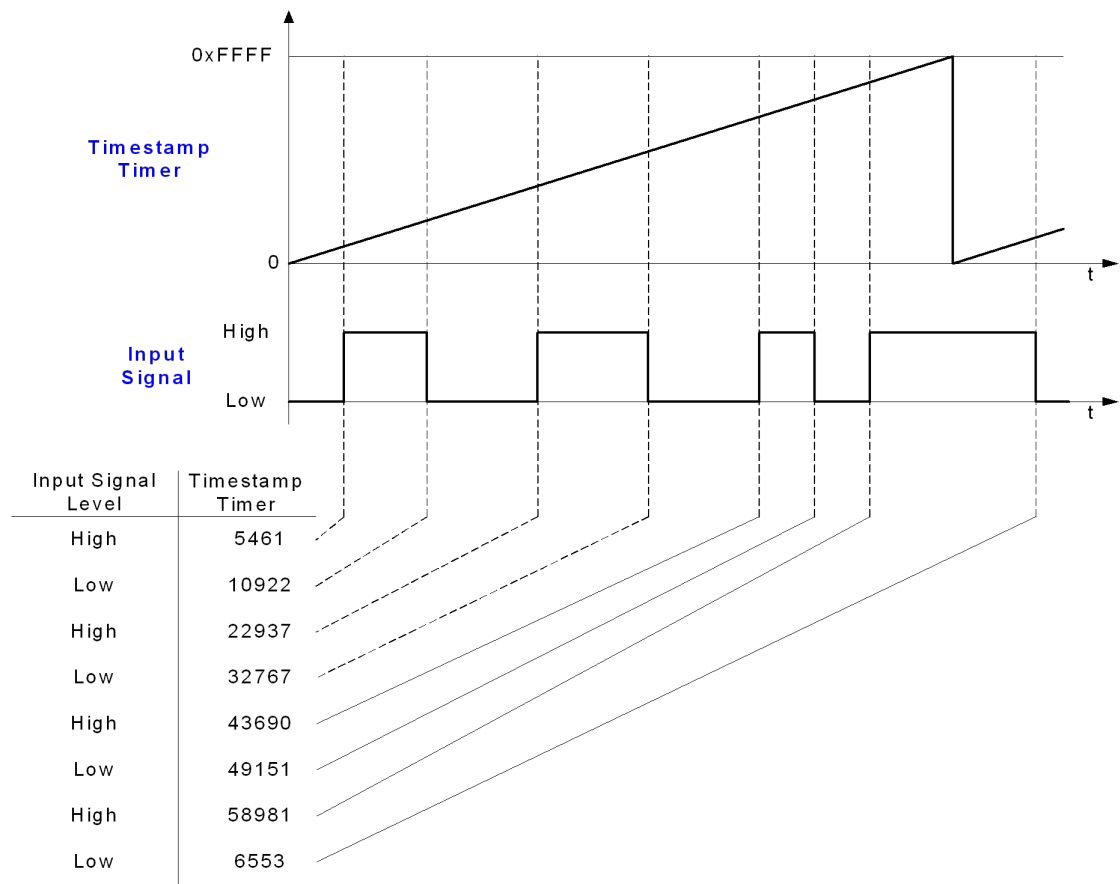 0xFFFF
Timestamp
Timer
0
t
High
Input
Signal
Low
t
Input Signal
Level
Timestamp
Timer
High 5461
Low 10922
High 22937
Low 32767
High 43690
Low 49151
High 58981
Low 6553